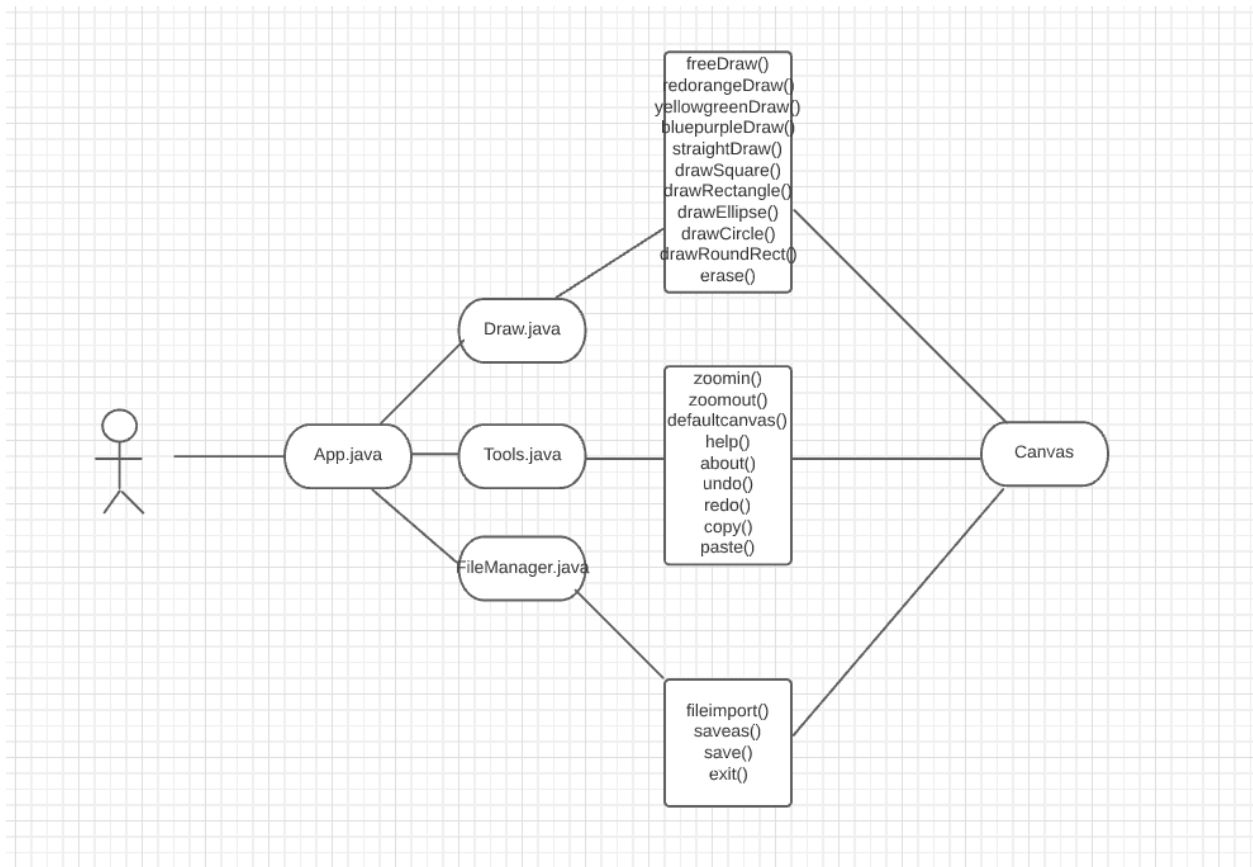 freeDraw()
redorangeDraw()
yellowgreenDraw()
bluepurpleDraw()
straightDraw()
drawSquare()
drawRectangle()
drawEllipse()
drawCircle()
drawRoundRect()
erase()
Draw.java
zoomin()
zoomout()
defaultcanvas()
help()
about()
undo()
redo()
copy()
paste()
App.java
Tools.java
Canvas
FileManager.java
fileimport()
saveas()
save()
exit()